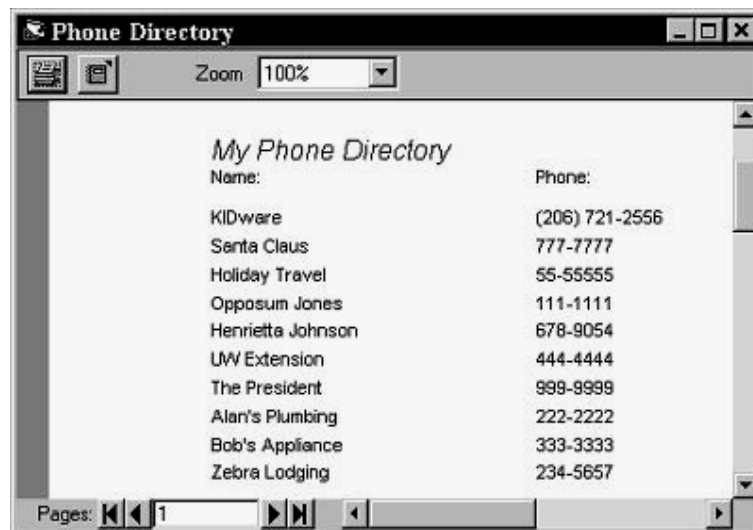 Phone Directory
Zoom 100%
My Phone Directory
Name: Phone:
KIDware (206) 721-2556
Santa Claus 777-7777
Holiday Travel 55-55555
Opposum Jones 111-1111
Henrietta Johnson 678-9054
UW Extension 444-4444
The President 999-9999
Alan's Plumbing 222-2222
Bob's Appliance 333-3333
Zebra Lodging 234-5657
Pages: 1